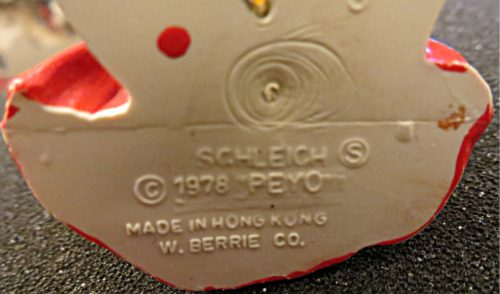 SCHLEICH Ⓢ
© 1978 "PEYO"
MADE IN HONG KONG
W. BERRIE CO.